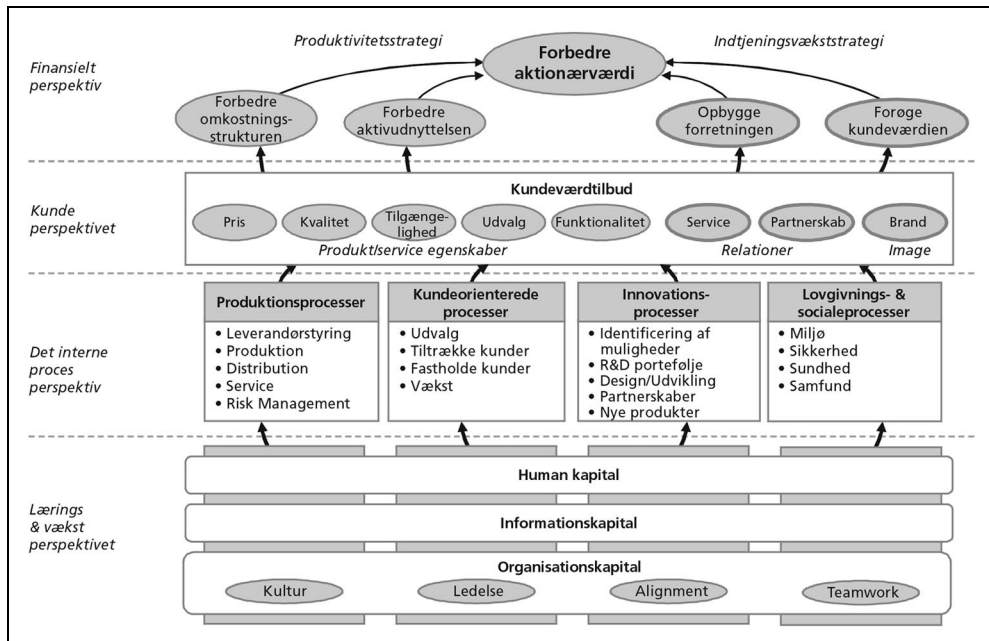 Produktivitetsstrategi
Forbedre
aktionærværdi
Indtjeningsvækststrategi
Finansielt
perspektiv
Forbedre
omkostnings-
strukturen
Forbedre
aktivudnyttelsen
Opbygge
forretningen
Forøge
kundeværdien
Kunde
perspektivet
Kundeværdtilbud
Pris
Kvalitet
Tilgænge-
lighed
Udvalg
Funktionalitet
Service
Partnerskab
Brand
Produkt/service egenskaber
Relationer
Image
Det interne
proces
perspektiv
Produktionsprocesser
• Leverandørstyring
• Produktion
• Distribution
• Service
• Risk Management
Kundeorienterede
processer
• Udvalg
• Tiltrække kunder
• Fastholde kunder
• Vækst
Innovations-
processer
• Identificering af
muligheder
• R&D portefølje
• Design/Udvikling
• Partnerskaber
• Nye produkter
Lovgivnings- &
socialeprocesser
• Miljø
• Sikkerhed
• Sundhed
• Samfund
Lærings
& vækst
perspektivet
Human kapital
Informationskapital
Organisationskapital
Kultur
Ledelse
Alignment
Teamwork